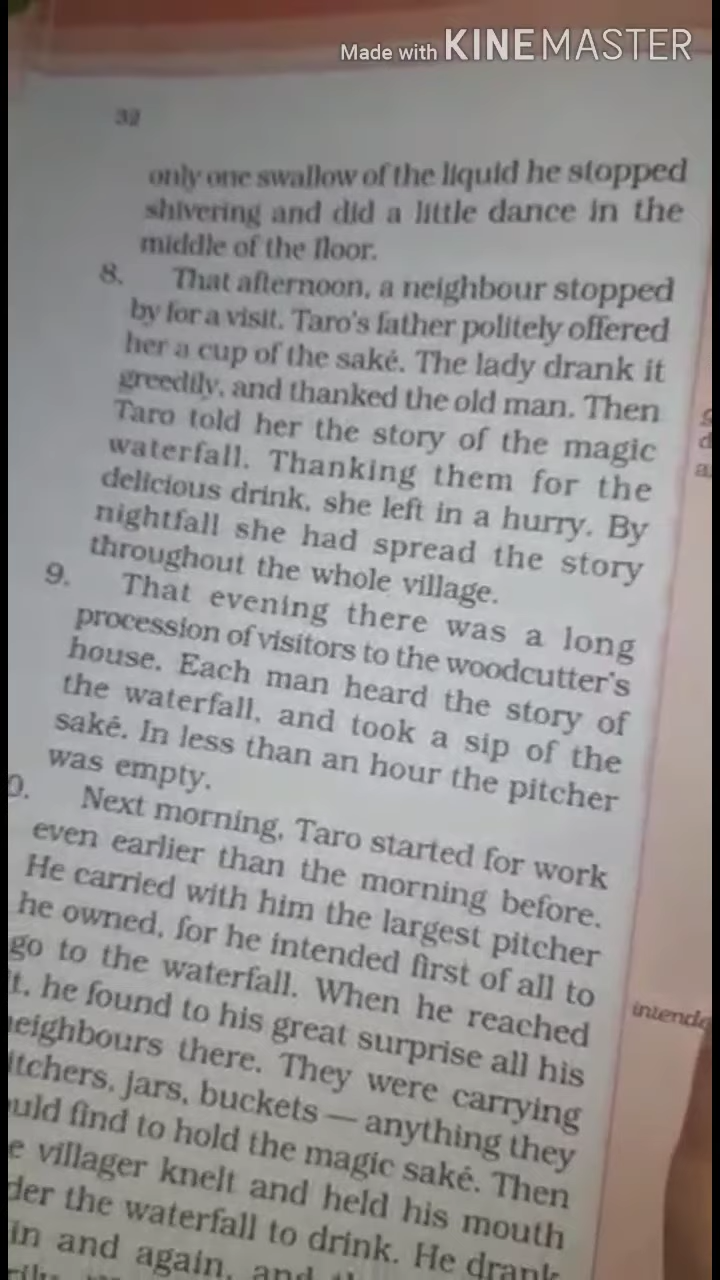 Made with KINEMASTER
32
only one swallow of the liquid he stopped
shivering and did a little dance in the
middle of the floor.
8. That afternoon, a neighbour stopped
by for a visit. Taro's father politely offered
her a cup of the saké. The lady drank it
greedily, and thanked the old man. Then
Taro told her the story of the magic
waterfall. Thanking them for the
delicious drink, she left in a hurry. By
nightfall she had spread the story
throughout the whole village.
9. That evening there was a long
procession of visitors to the woodcutter's
house. Each man heard the story of
the waterfall, and took a sip of the
saké. In less than an hour the pitcher
was empty.
0. Next morning, Taro started for work
even earlier than the morning before.
He carried with him the largest pitcher
he owned, for he intended first of all to
go to the waterfall. When he reached
it, he found to his great surprise all his
neighbours there. They were carrying
itchers, jars, buckets — anything they
uld find to hold the magic saké. Then
e villager knelt and held his mouth
der the waterfall to drink. He drank
in and again, and
intende